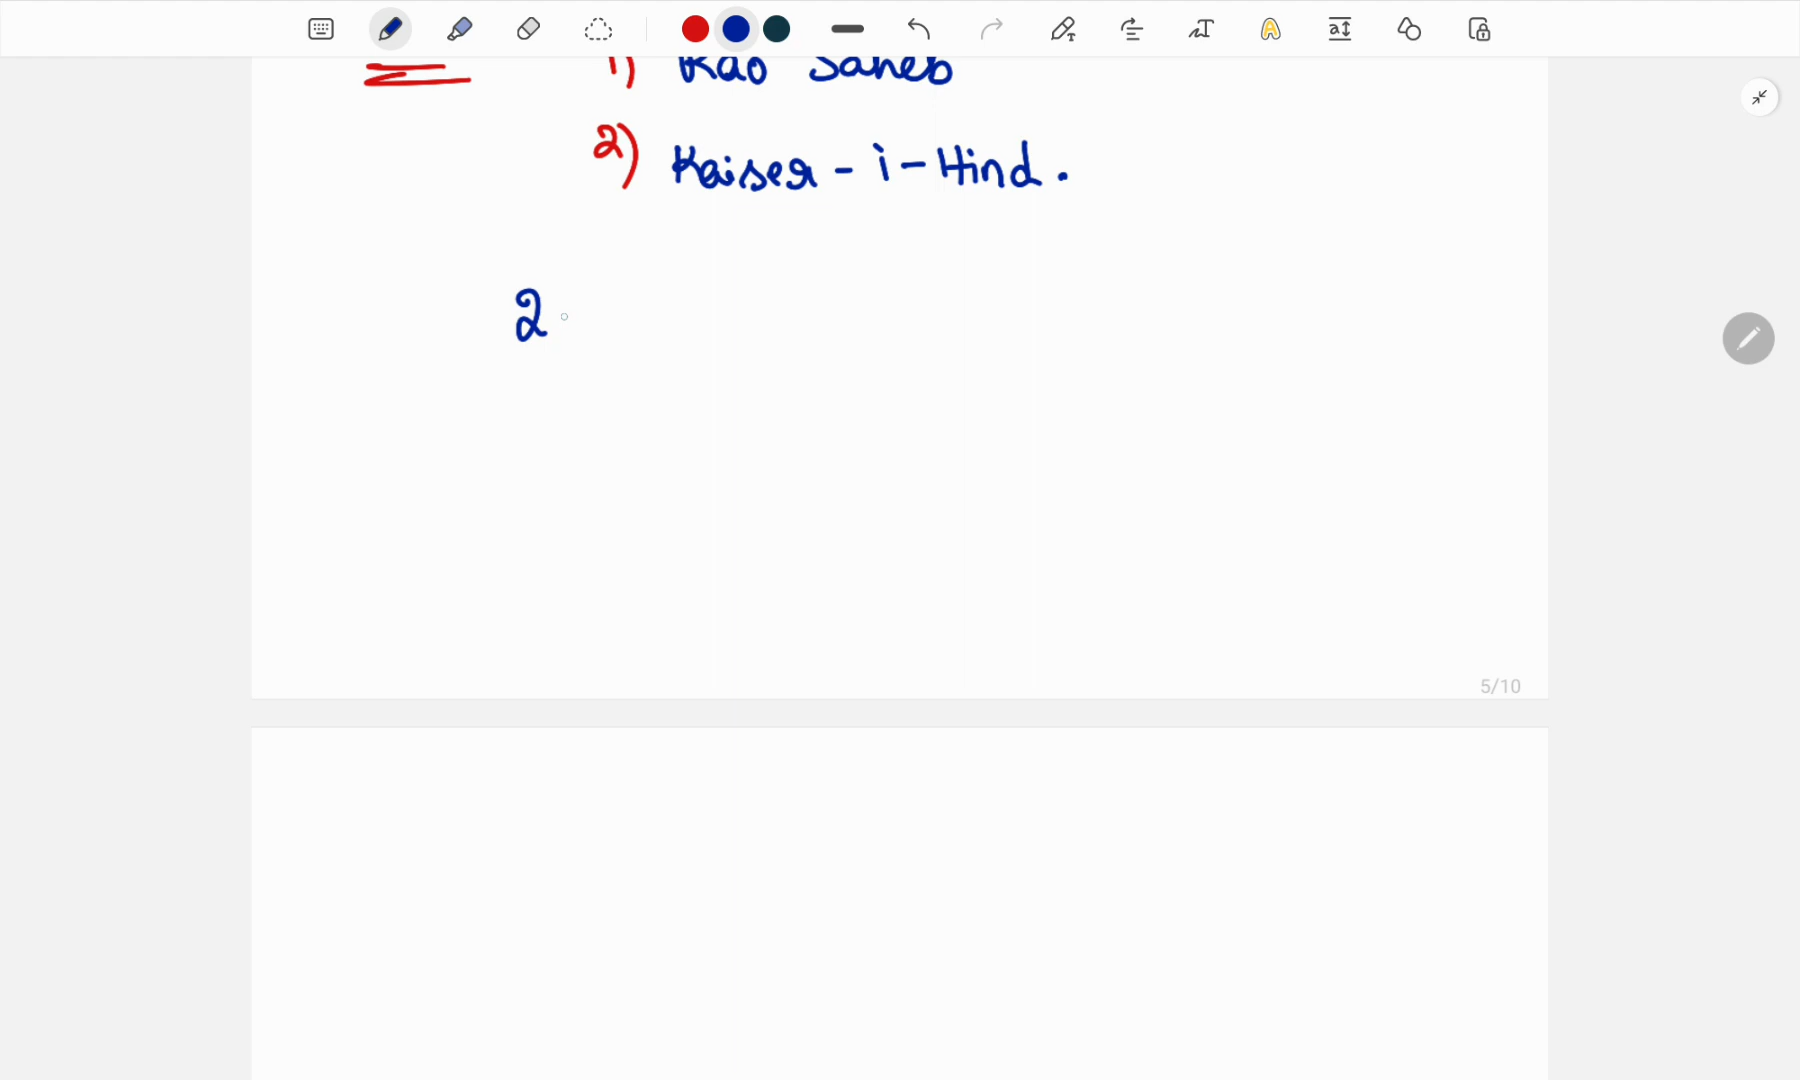 1) Rao Saheb
2) Kaiser - i - Hind .
2
5/10